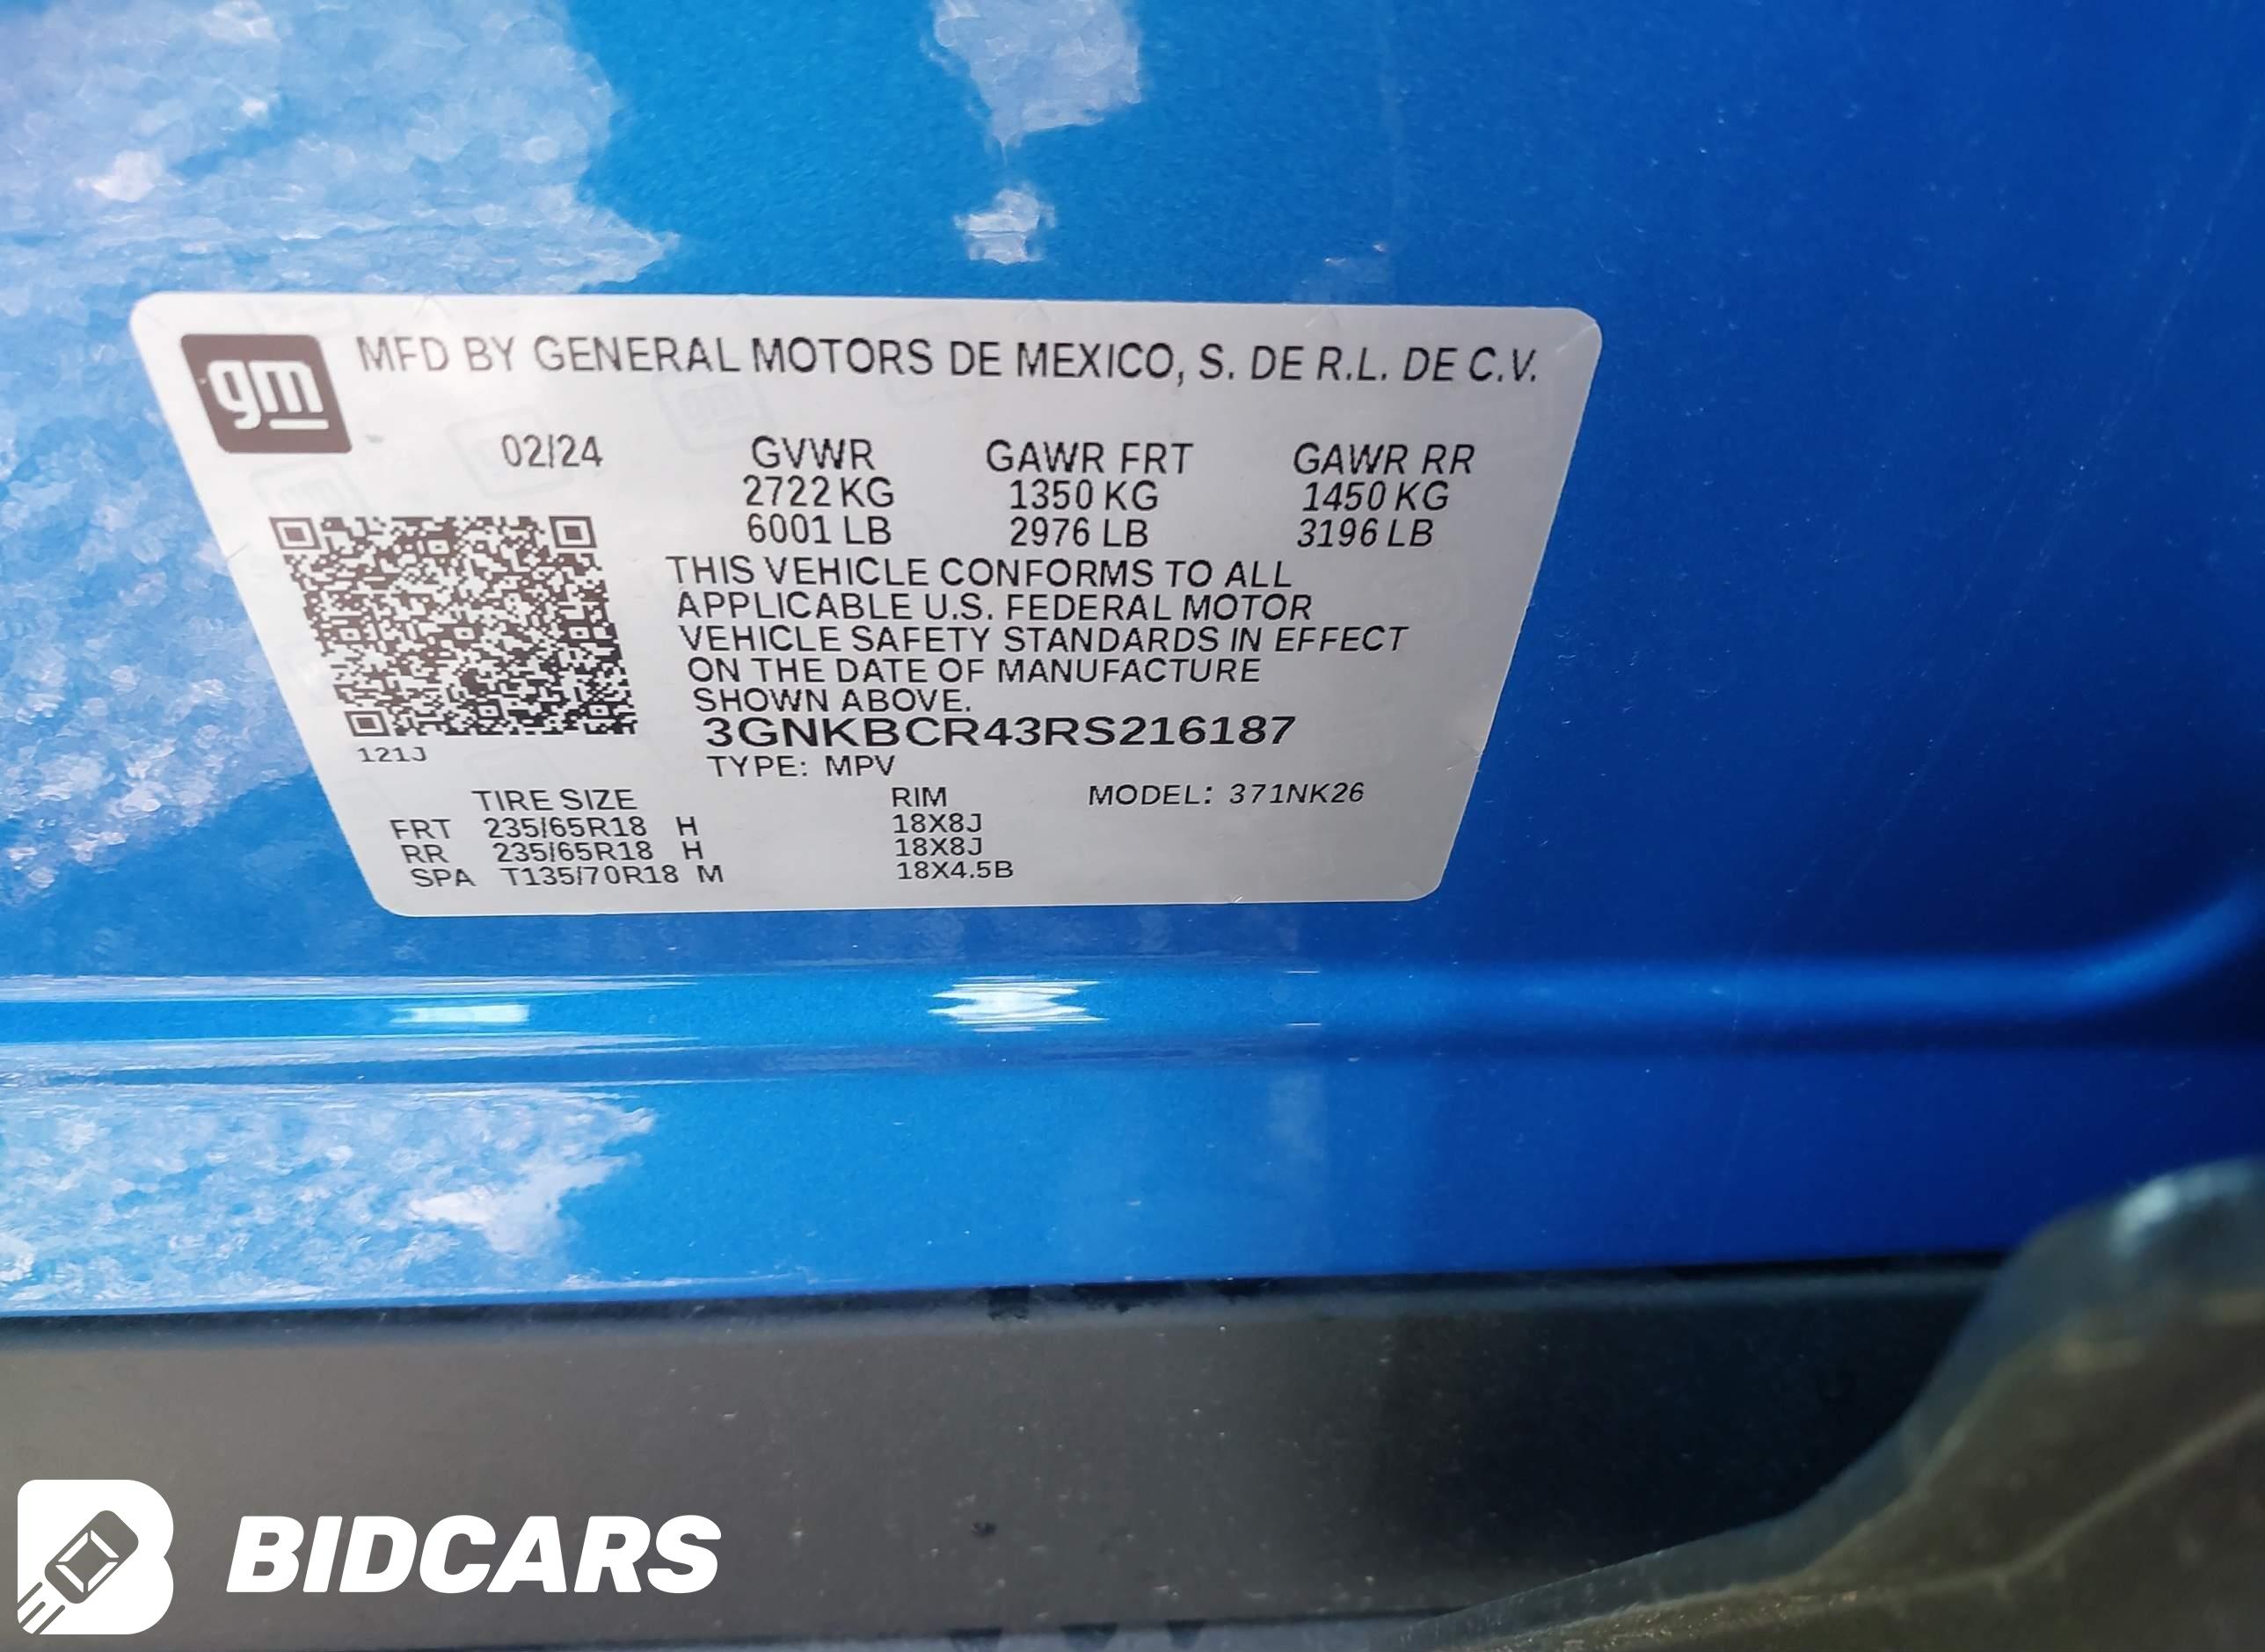 gm
MFD BY GENERAL MOTORS DE MEXICO, S. DE R.L. DE C.V.
02/24 GVWR GAWR FRT GAWR RR
2722 KG 1350 KG 1450 KG
6001 LB 2976 LB 3196 LB
THIS VEHICLE CONFORMS TO ALL
APPLICABLE U.S. FEDERAL MOTOR
VEHICLE SAFETY STANDARDS IN EFFECT
ON THE DATE OF MANUFACTURE
SHOWN ABOVE.
3GNKBCR43RS216187
121J
TYPE: MPV
TIRE SIZE RIM MODEL: 371NK26
FRT 235/65R18 H 18X8J
RR 235/65R18 H 18X8J
SPA T135/70R18 M 18X4.5B
BIDCARS